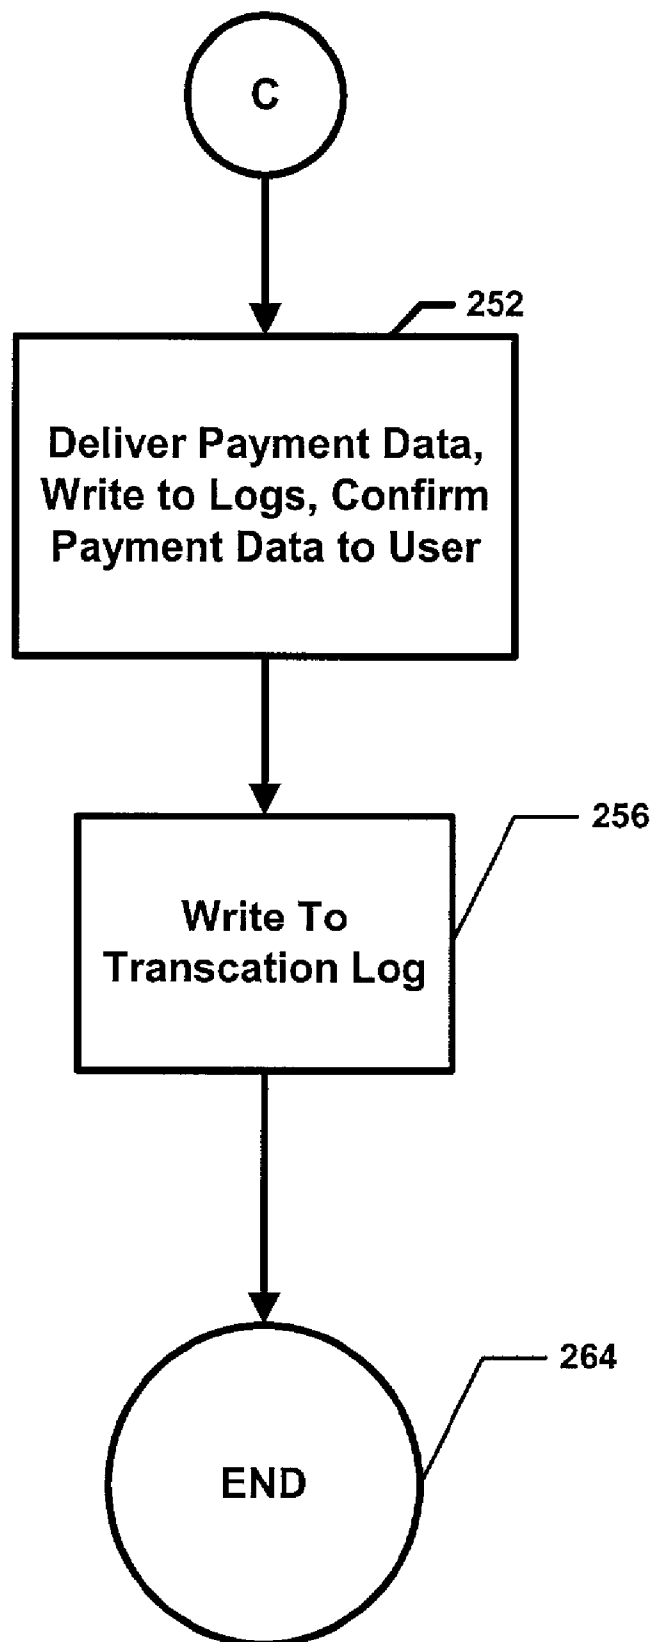 C
252
Deliver Payment Data,
Write to Logs, Confirm
Payment Data to User
256
Write To
Transcation Log
264
END